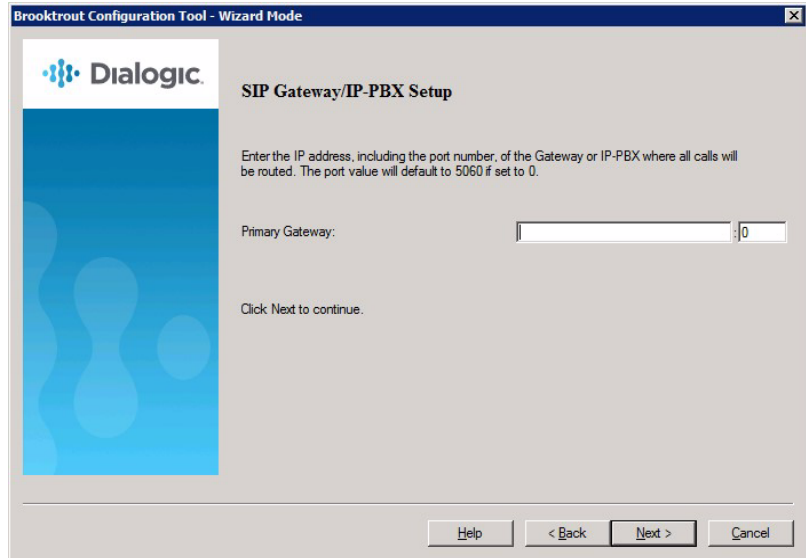 Brooktrout Configuration Tool - Wizard Mode
Dialogic
SIP Gateway/IP-PBX Setup
Enter the IP address, including the port number, of the Gateway or IP-PBX where all calls will
be routed. The port value will default to 5060 if set to 0.
Primary Gateway:
: 0
Click Next to continue.
Help
< Back
Next >
Cancel